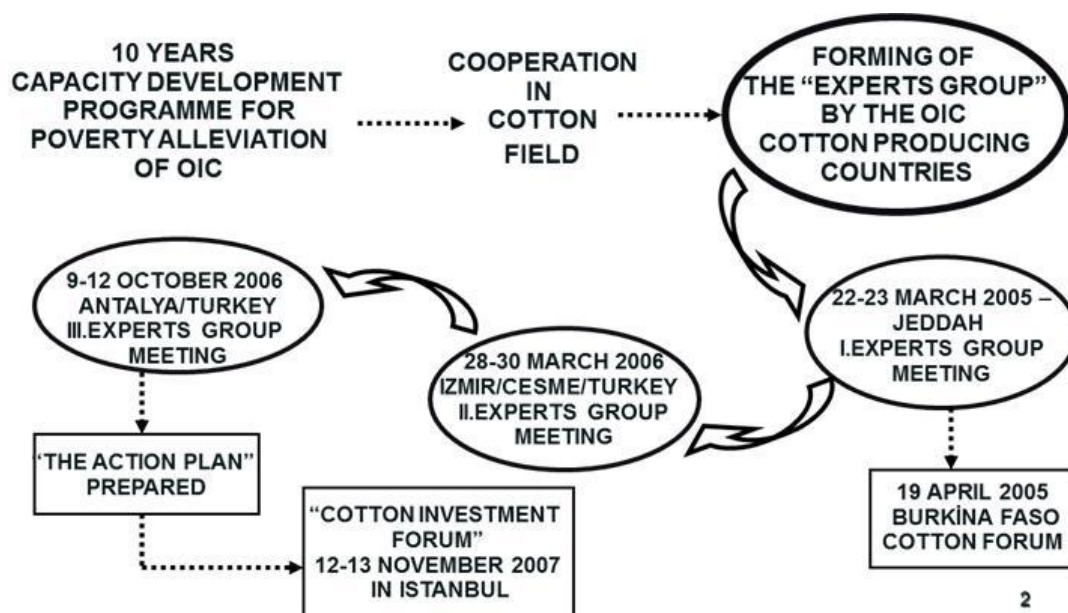 10 YEARS
CAPACITY DEVELOPMENT
PROGRAMME FOR
POVERTY ALLEVIATION
OF OIC
COOPERATION
IN
COTTON
FIELD
FORMING OF
THE “EXPERTS GROUP”
BY THE OIC
COTTON PRODUCING
COUNTRIES
22-23 MARCH 2005 –
JEDDAH
I.EXPERTS GROUP
MEETING
19 APRIL 2005
BURKİNA FASO
COTTON FORUM
28-30 MARCH 2006
IZMIR/CESME/TURKEY
II.EXPERTS GROUP
MEETING
9-12 OCTOBER 2006
ANTALYA/TURKEY
III.EXPERTS GROUP
MEETING
‘THE ACTION PLAN”
PREPARED
“COTTON INVESTMENT
FORUM”
12-13 NOVEMBER 2007
IN ISTANBUL
2